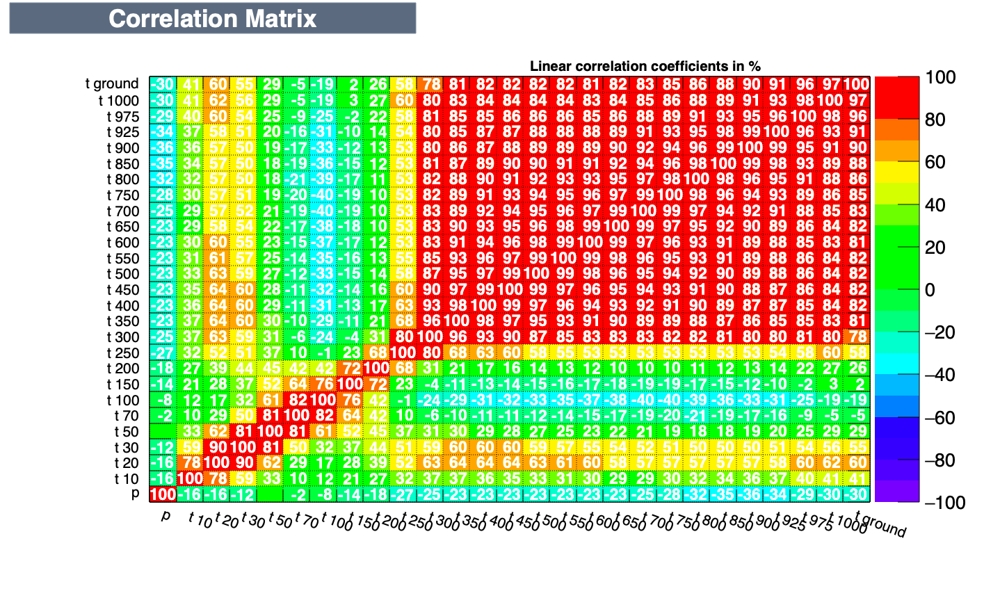 Correlation Matrix
Linear correlation coefficients in %
t ground -30 41 60 55 29 -5 -19 2 26 58 78 81 82 82 82 82 81 82 83 85 86 88 90 91 96 97 100
t 1000 -30 41 62 56 29 -5 -19 3 27 60 80 83 84 84 84 84 83 84 85 86 88 89 91 93 98 100 97
t 975 -29 40 60 54 25 -9 -25 -2 22 58 81 85 85 86 86 86 85 86 88 89 91 93 95 96 100 98 96
t 925 -34 37 58 51 20 -16 -31 -10 14 54 80 85 87 87 88 88 88 89 91 93 95 98 99 100 96 93 91
t 900 -36 36 57 50 19 -17 -33 -12 13 53 80 86 87 88 89 89 89 90 92 94 96 99 100 99 95 91 90
t 850 -35 34 57 50 18 -19 -36 -15 12 53 81 87 89 90 90 91 91 92 94 96 98 100 99 98 93 89 88
t 800 -32 32 57 50 18 -21 -39 -17 11 53 82 88 90 91 92 93 93 95 97 98 100 98 96 95 91 88 86
t 750 -28 30 57 51 19 -20 -40 -19 10 53 82 89 91 93 94 95 96 97 99 100 98 96 94 93 89 86 85
t 700 -25 29 57 52 21 -19 -40 -19 10 53 83 89 92 94 95 96 97 99 100 99 97 94 92 91 88 85 83
t 650 -23 29 58 54 22 -17 -38 -18 10 53 83 90 93 95 96 98 99 100 99 97 95 92 90 89 86 84 82
t 600 -23 30 60 55 23 -15 -37 -17 12 53 83 91 94 96 98 99 100 99 97 96 93 91 89 88 85 83 81
t 550 -23 31 61 57 25 -14 -35 -16 13 55 85 93 96 97 99 100 99 98 96 95 93 91 89 88 86 84 82
t 500 -23 33 63 59 27 -12 -33 -15 14 58 87 95 97 99 100 99 98 96 95 94 92 90 89 88 86 84 82
t 450 -23 35 64 60 28 -11 -32 -14 16 60 90 97 99 100 99 97 96 95 94 93 91 90 88 87 86 84 82
t 400 -23 36 64 60 29 -11 -31 -13 17 63 93 98 100 99 97 96 94 93 92 91 90 89 87 87 85 84 82
t 350 -23 37 64 60 30 -10 -29 -11 21 68 96 100 98 97 95 93 91 90 89 89 88 87 86 85 85 83 81
t 300 -25 37 63 59 31 -6 -24 -4 31 80 100 96 93 90 87 85 83 83 83 82 82 81 80 80 81 80 78
t 250 -27 32 52 51 37 10 -1 23 68 100 80 68 63 60 58 55 53 53 53 53 53 53 53 54 58 60 58
t 200 -18 27 39 44 45 42 42 72 100 68 31 21 17 16 14 13 12 10 10 10 11 12 13 14 22 27 26
t 150 -14 21 28 37 52 64 76 100 72 23 -4 -11 -13 -14 -15 -16 -17 -18 -19 -19 -17 -15 -12 -10 -2 3 2
t 100 -8 12 17 32 61 82 100 76 42 -1 -24 -29 -31 -32 -33 -35 -37 -38 -40 -40 -39 -36 -33 -31 -25 -19 -19
t 70 -2 10 29 50 81 100 82 64 42 10 -6 -10 -11 -11 -12 -14 -15 -17 -19 -20 -21 -19 -17 -16 -9 -5 -5
t 50 33 62 81 100 81 61 52 45 37 31 30 29 28 27 25 23 22 21 19 18 18 19 20 25 29 29
t 30 -12 59 90 100 81 50 32 37 44 51 59 60 60 60 59 57 55 54 52 51 50 50 50 51 54 56 55
t 20 -16 78 100 90 62 29 17 28 39 52 63 64 64 64 63 61 60 58 57 57 57 57 57 58 60 62 60
t 10 -16 100 78 59 33 10 12 21 27 32 37 37 36 35 33 31 30 29 29 30 32 34 36 37 40 41 41
p 100 -16 -16 -12 -2 -8 -14 -18 -27 -25 -23 -23 -23 -23 -23 -23 -23 -25 -28 -32 -35 -36 -34 -29 -30 -30
p t 10 t 20 t 30 t 50 t 70 t 100 t 150 t 200 t 250 t 300 t 350 t 400 t 450 t 500 t 550 t 600 t 650 t 700 t 750 t 800 t 850 t 900 t 925 t 975 t 1000 t ground
100
80
60
40
20
0
−20
−40
−60
−80
−100